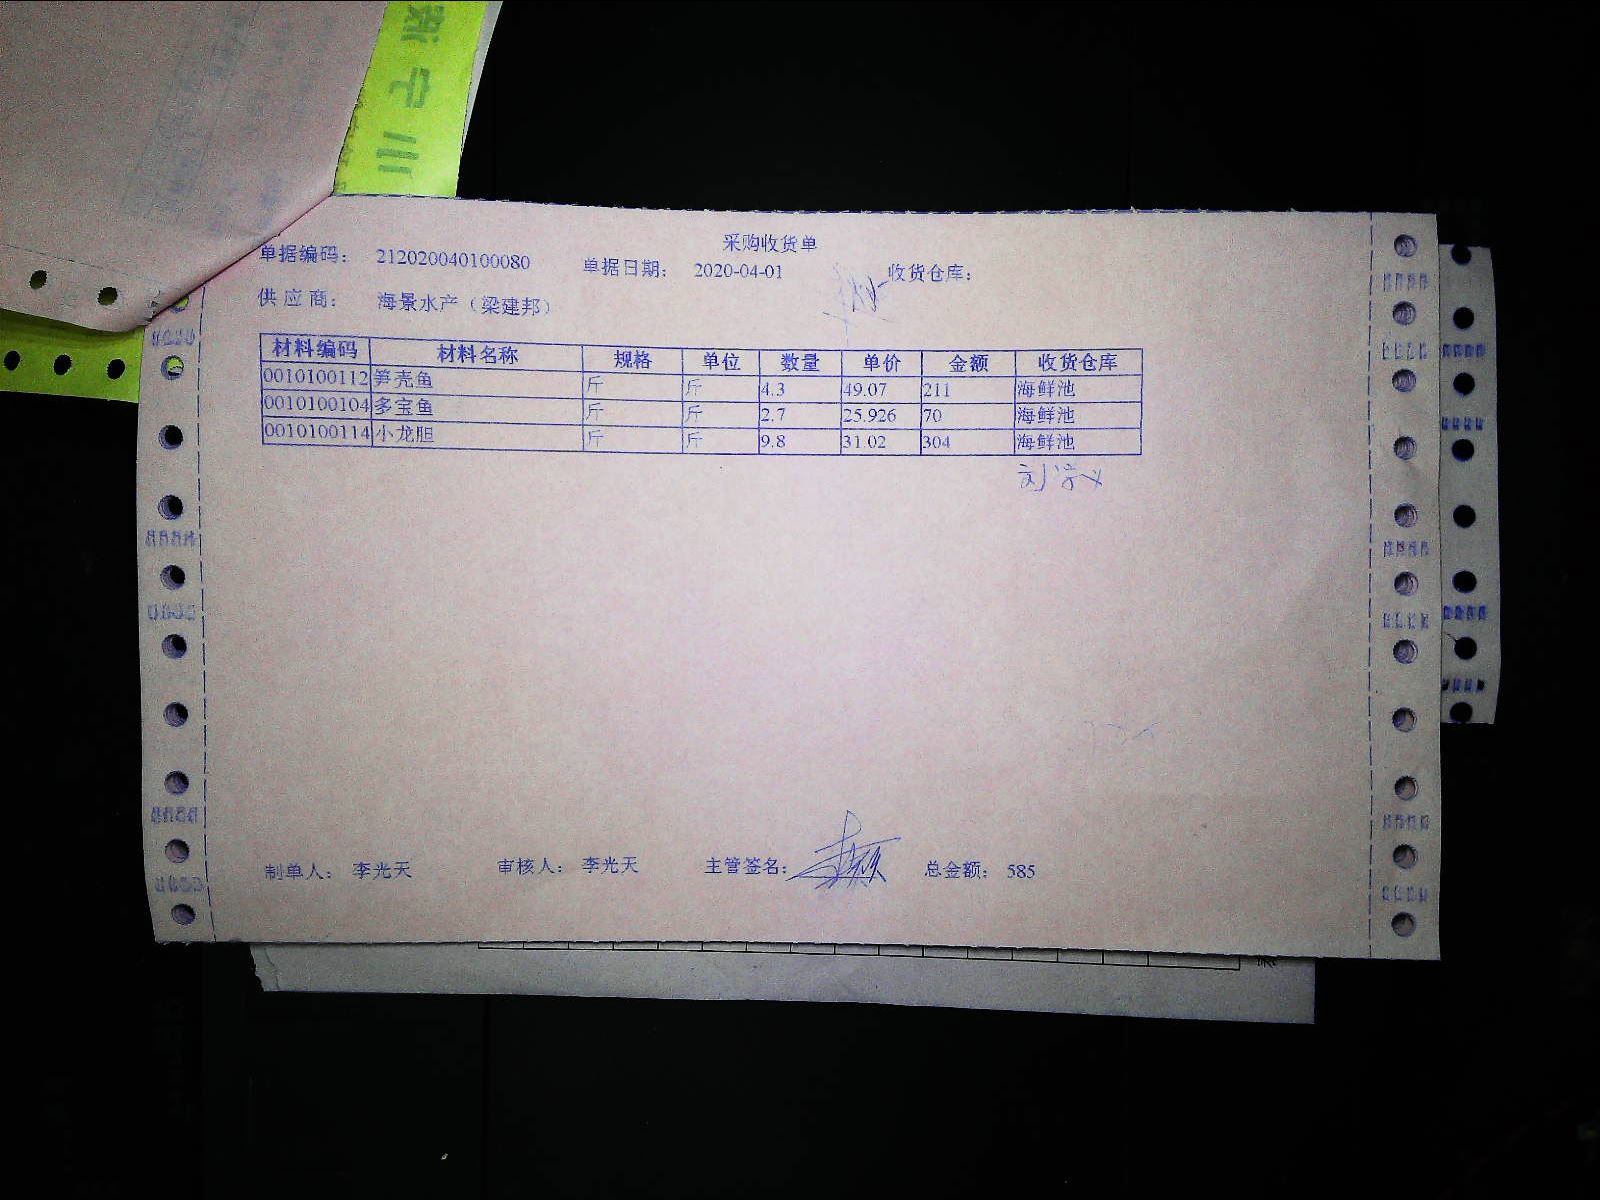 采购收货单
单据编码： 212020040100080 单据日期： 2020-04-01 收货仓库：
供应商： 海景水产（梁建邦）
材料编码 材料名称 规格 单位 数量 单价 金额 收货仓库
0010100112 笋壳鱼 斤 斤 4.3 49.07 211 海鲜池
0010100104 多宝鱼 斤 斤 2.7 25.926 70 海鲜池
0010100114 小龙胆 斤 斤 9.8 31.02 304 海鲜池
制单人： 李光天 审核人： 李光天 主管签名： 总金额： 585